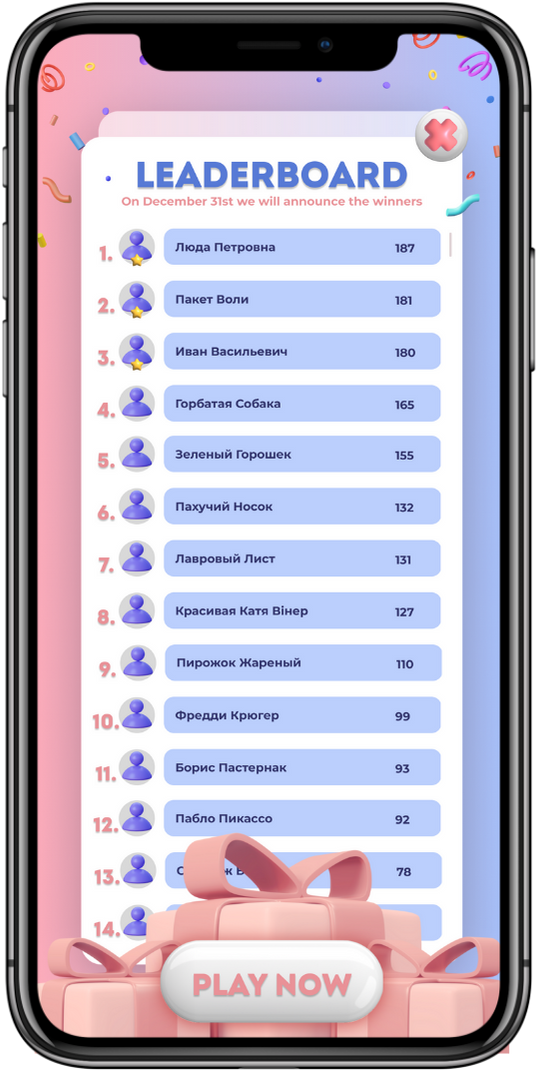 LEADERBOARD
On December 31st we will announce the winners
1. Люда Петровна 187
2. Пакет Воли 181
3. Иван Васильевич 180
4. Горбатая Собака 165
5. Зеленый Горошек 155
6. Пахучий Носок 132
7. Лавровый Лист 131
8. Красивая Катя Вінер 127
9. Пирожок Жареный 110
10. Фредди Крюгер 99
11. Борис Пастернак 93
12. Пабло Пикассо 92
13. 78
14.
PLAY NOW